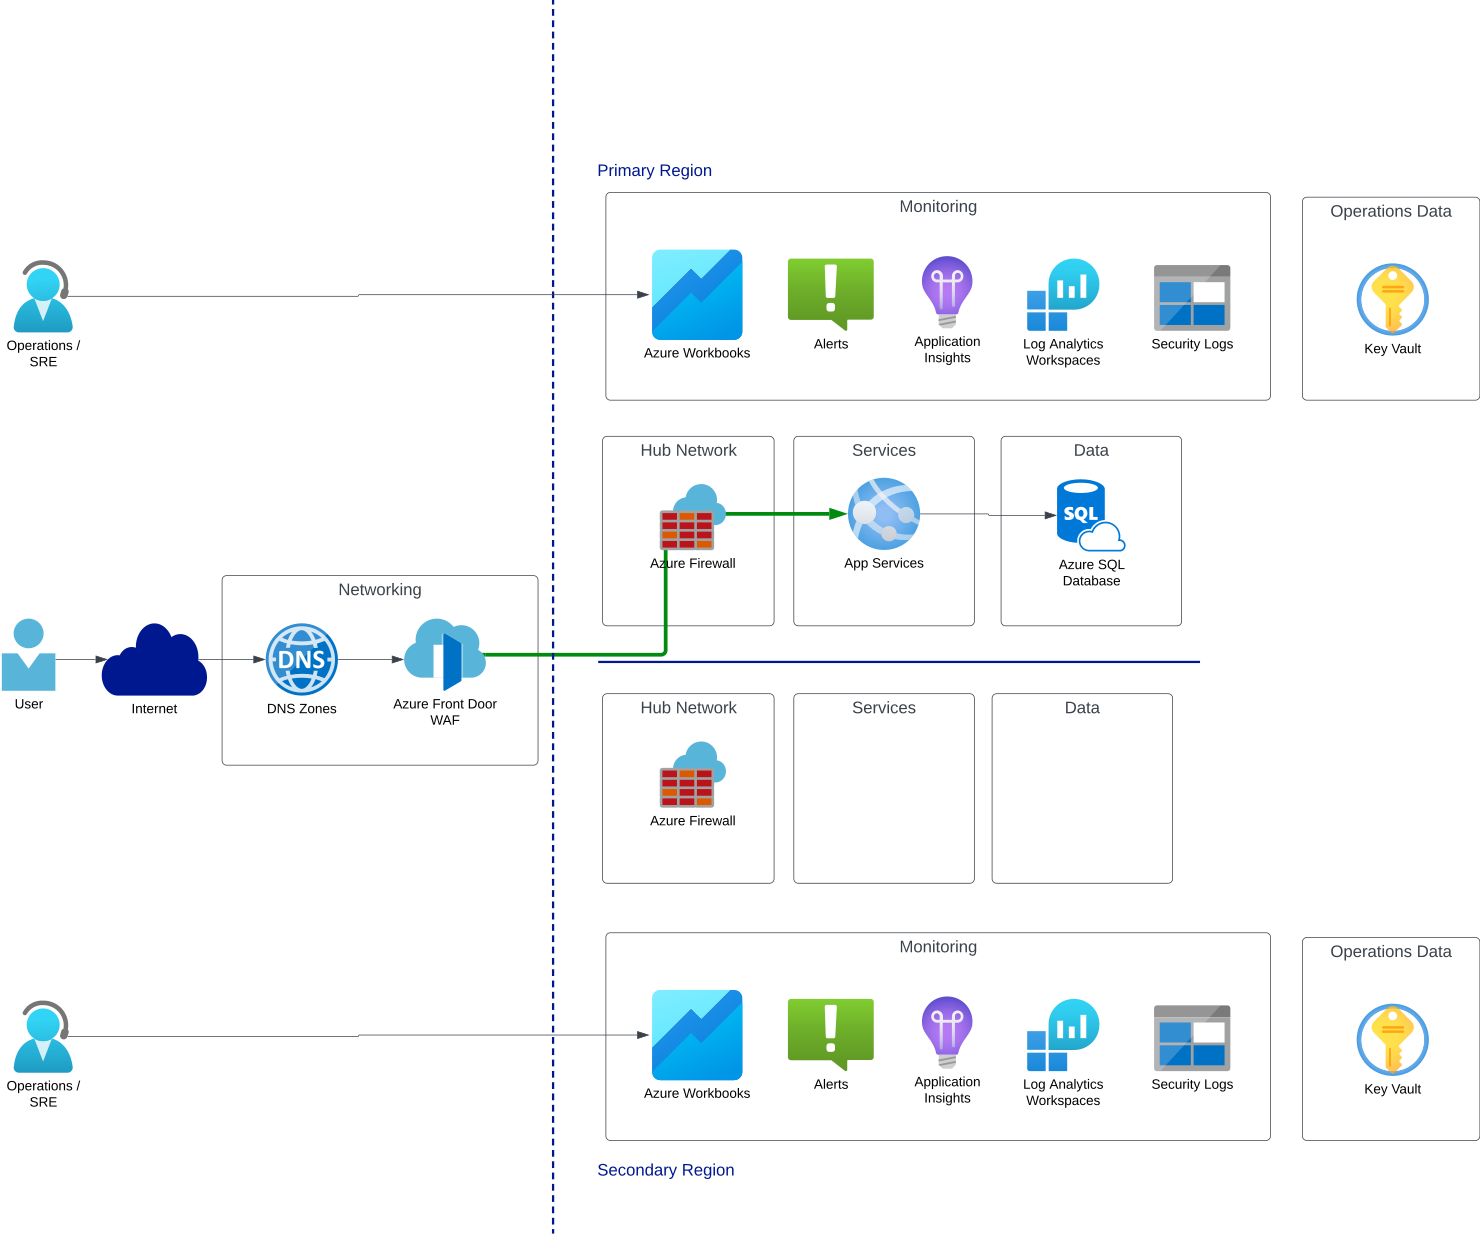 Primary Region
Monitoring
Operations Data
Operations /
SRE
Azure Workbooks
Alerts
Application
Insights
Log Analytics
Workspaces
Security Logs
Key Vault
Hub Network
Services
Data
SQL
Azure Firewall
App Services
Azure SQL
Database
Networking
DNS
User
Internet
DNS Zones
Azure Front Door
WAF
Hub Network
Services
Data
Azure Firewall
Monitoring
Operations Data
Operations /
SRE
Azure Workbooks
Alerts
Application
Insights
Log Analytics
Workspaces
Security Logs
Key Vault
Secondary Region